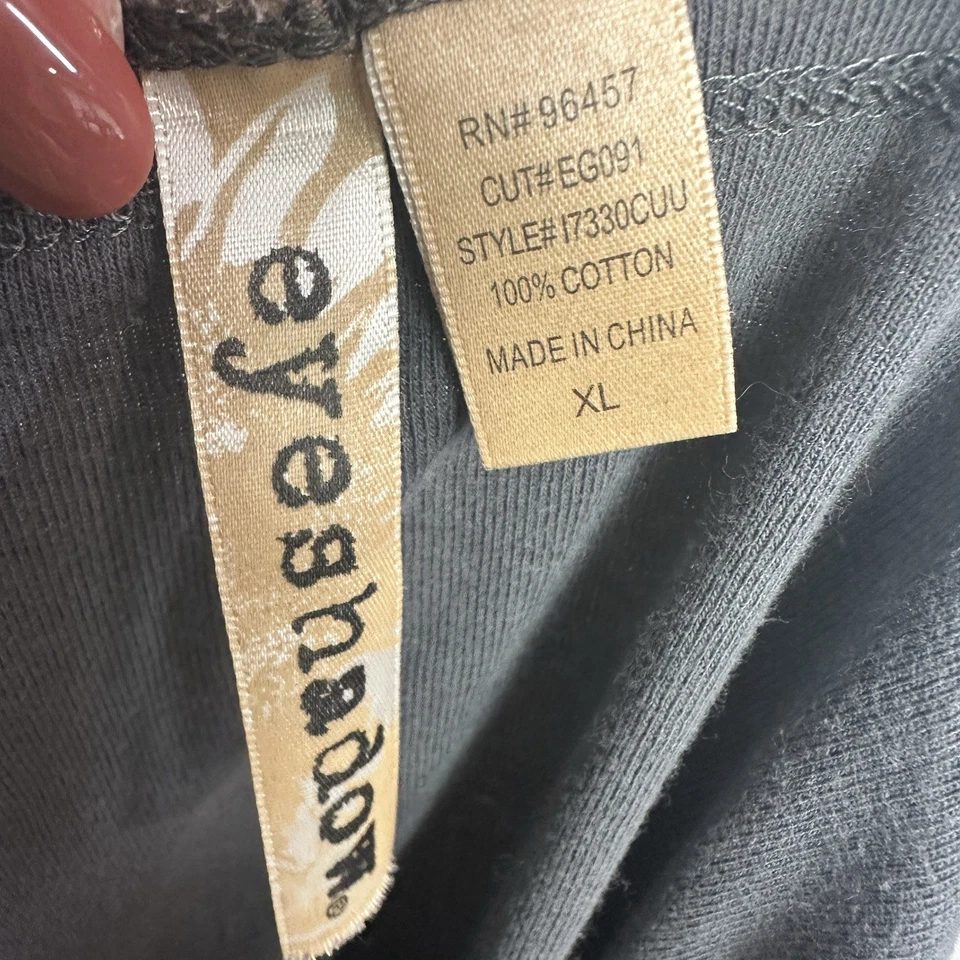 eyeshadow®
RN# 96457
CUT# EG091
STYLE# I7330CUU
100% COTTON
MADE IN CHINA
XL